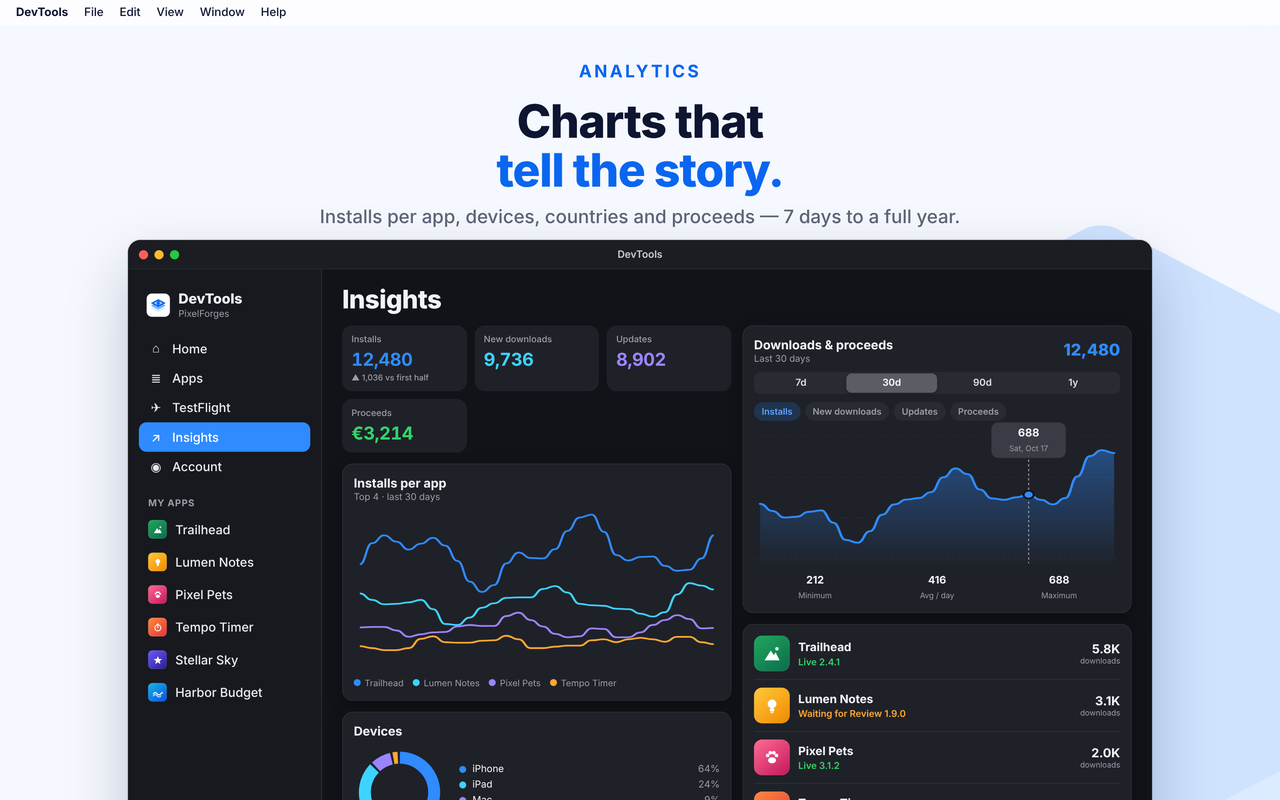 DevTools File Edit View Window Help
ANALYTICS
Charts that
tell the story.
Installs per app, devices, countries and proceeds — 7 days to a full year.
DevTools
DevTools
PixelForges
Home
Apps
TestFlight
Insights
Account
MY APPS
Trailhead
Lumen Notes
Pixel Pets
Tempo Timer
Stellar Sky
Harbor Budget
Insights
Installs
12,480
▲ 1,036 vs first half
New downloads
9,736
Updates
8,902
Proceeds
€3,214
Installs per app
Top 4 · last 30 days
Trailhead Lumen Notes Pixel Pets Tempo Timer
Devices
iPhone 64%
iPad 24%
Mac 9%
Downloads & proceeds
Last 30 days
12,480
7d 30d 90d 1y
Installs New downloads Updates Proceeds
688
Sat, Oct 17
212 416 688
Minimum Avg / day Maximum
Trailhead
Live 2.4.1
5.8K
downloads
Lumen Notes
Waiting for Review 1.9.0
3.1K
downloads
Pixel Pets
Live 3.1.2
2.0K
downloads